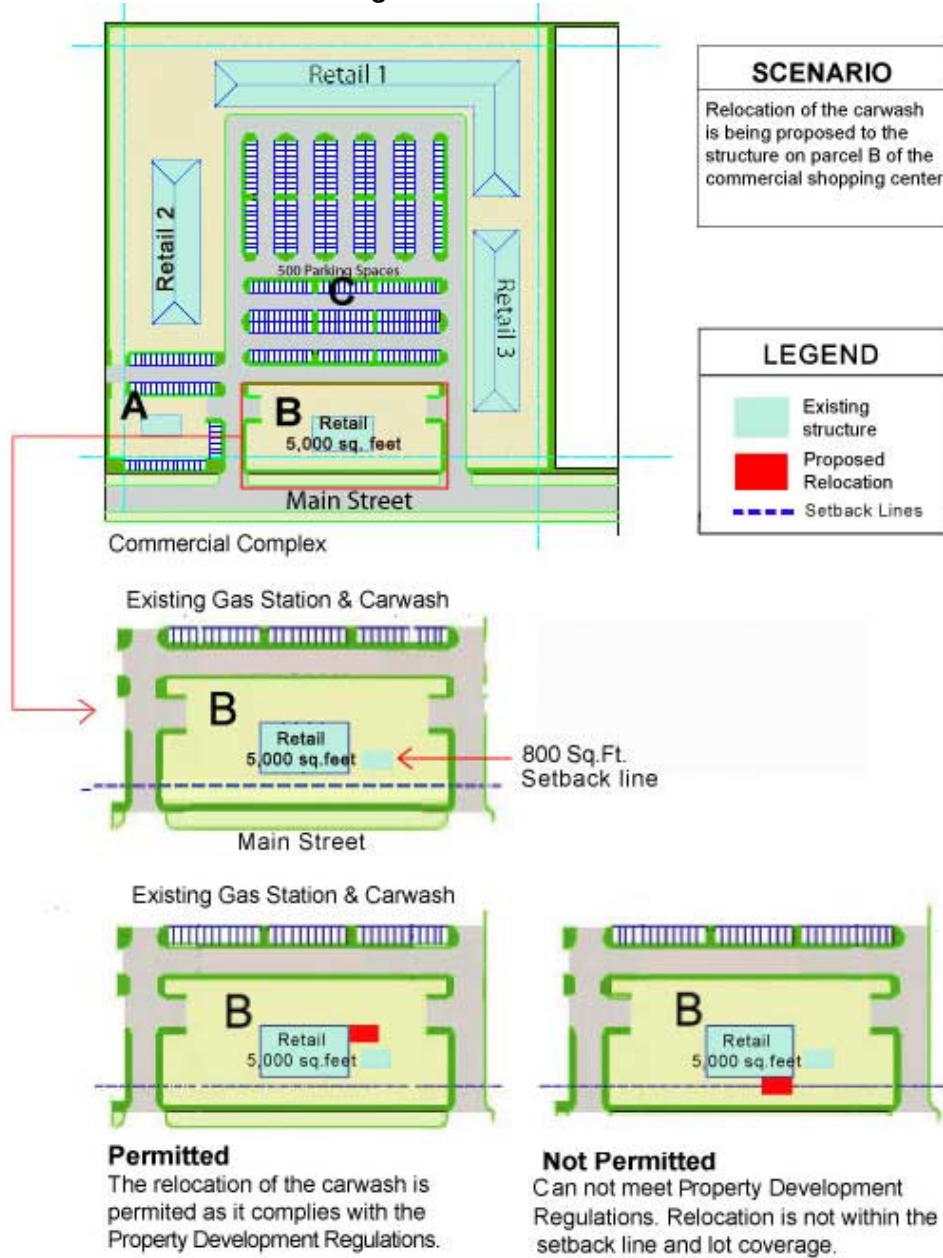 Retail 1
Retail 2
500 Parking Spaces
C
Retail 3
A
B
Retail
5,000 sq. feet
Main Street
Commercial Complex
SCENARIO
Relocation of the carwash
is being proposed to the
structure on parcel B of the
commercial shopping center
LEGEND
Existing
structure
Proposed
Relocation
Setback Lines
Existing Gas Station & Carwash
B
Retail
5,000 sq.feet
800 Sq.Ft.
Setback line
Main Street
Existing Gas Station & Carwash
B
Retail
5,000 sq.feet
B
Retail
5,000 sq.feet
Permitted
The relocation of the carwash is
permited as it complies with the
Property Development Regulations.
Not Permitted
Can not meet Property Development
Regulations. Relocation is not within the
setback line and lot coverage.